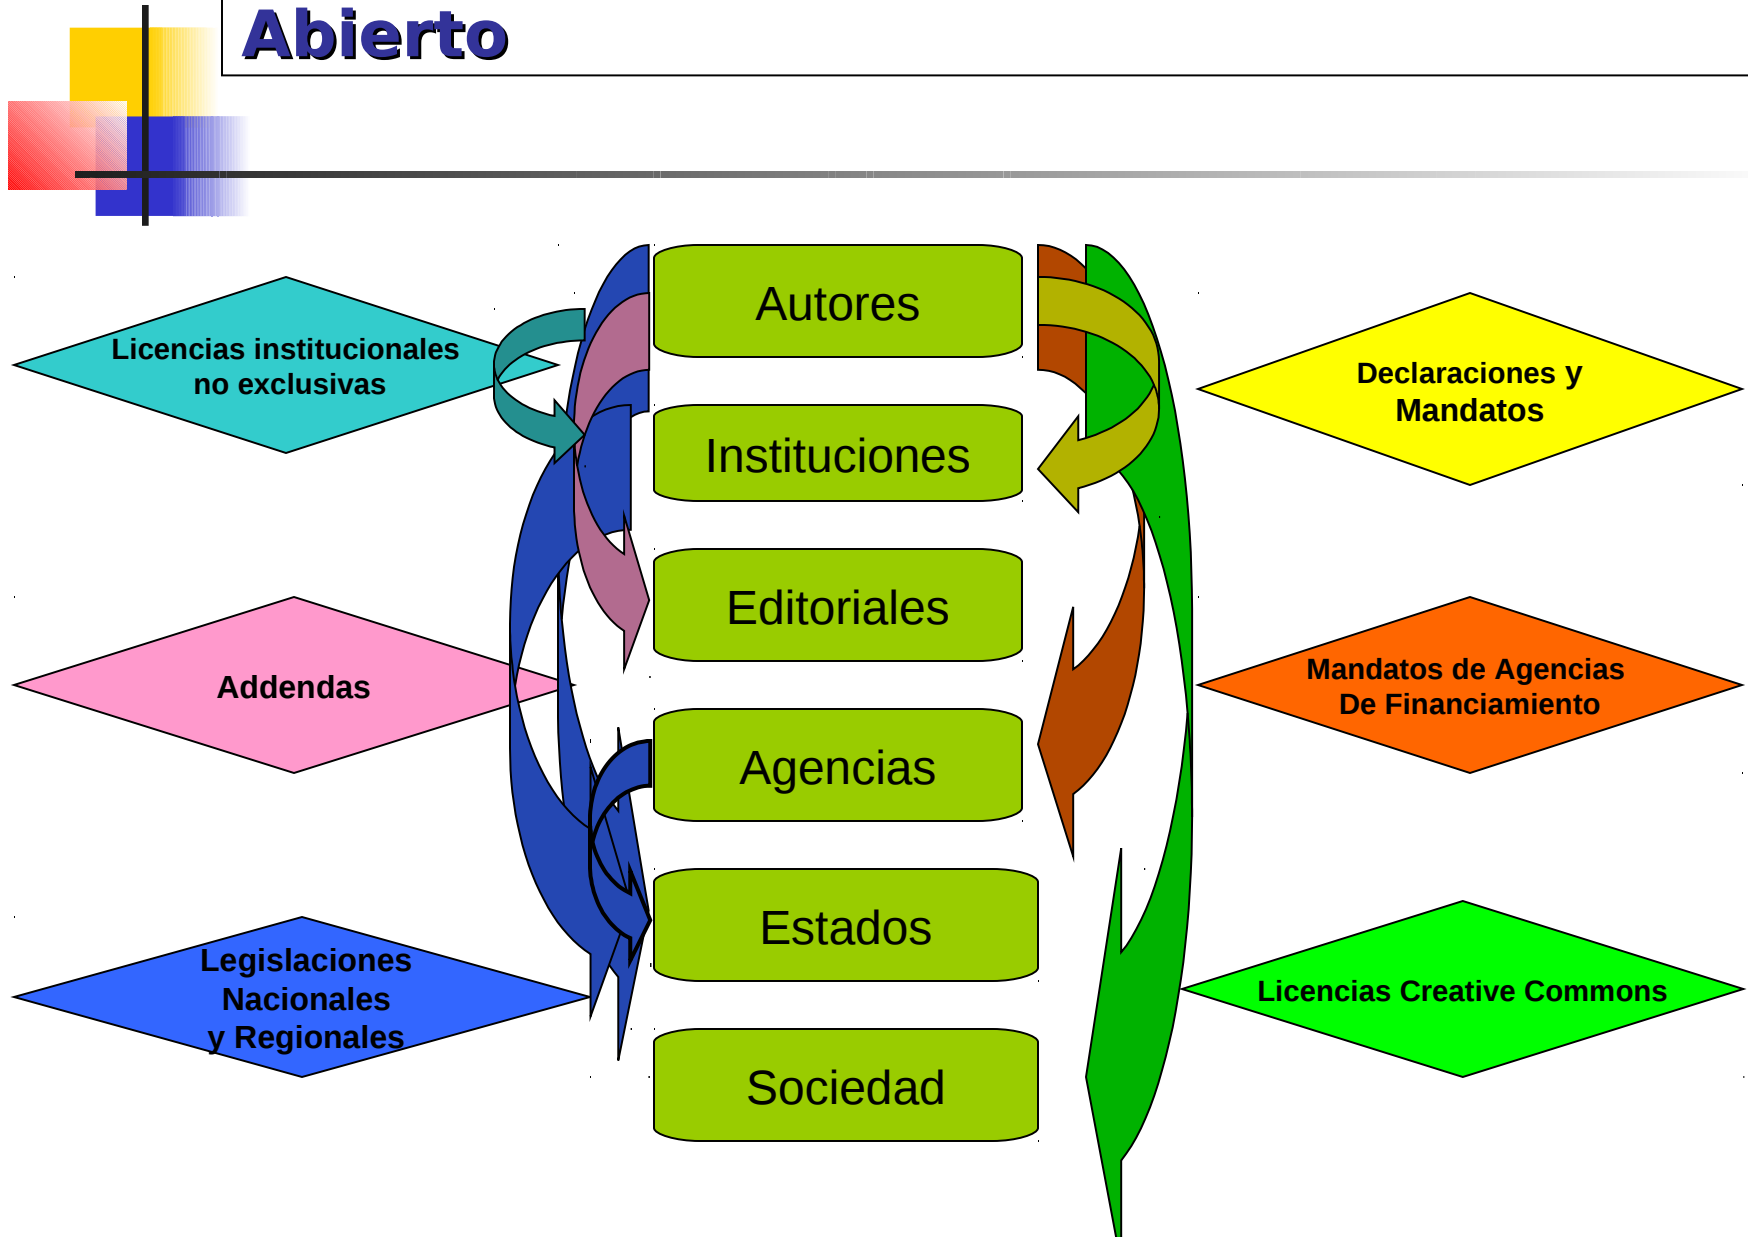 Abierto
Autores
Instituciones
Editoriales
Agencias
Estados
Sociedad
Licencias institucionales
no exclusivas
Addendas
Legislaciones
Nacionales
y Regionales
Declaraciones y
Mandatos
Mandatos de Agencias
De Financiamiento
Licencias Creative Commons